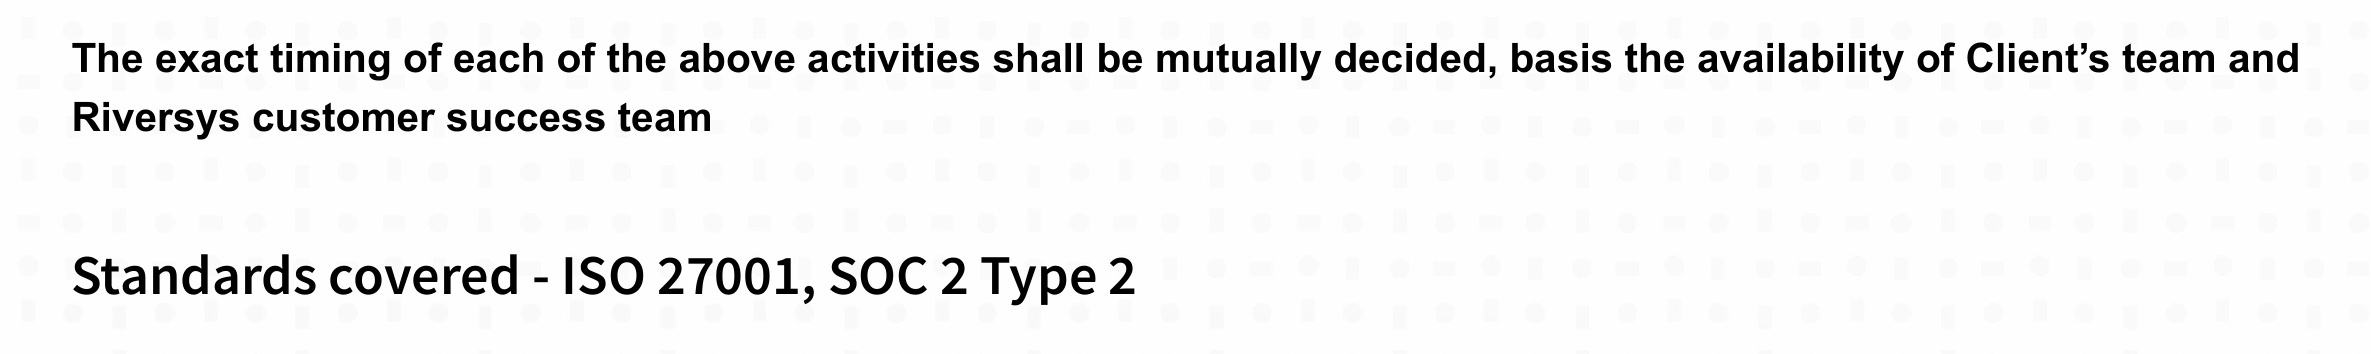 The exact timing of each of the above activities shall be mutually decided, basis the availability of Client’s team and
Riversys customer success team
Standards covered - ISO 27001, SOC 2 Type 2